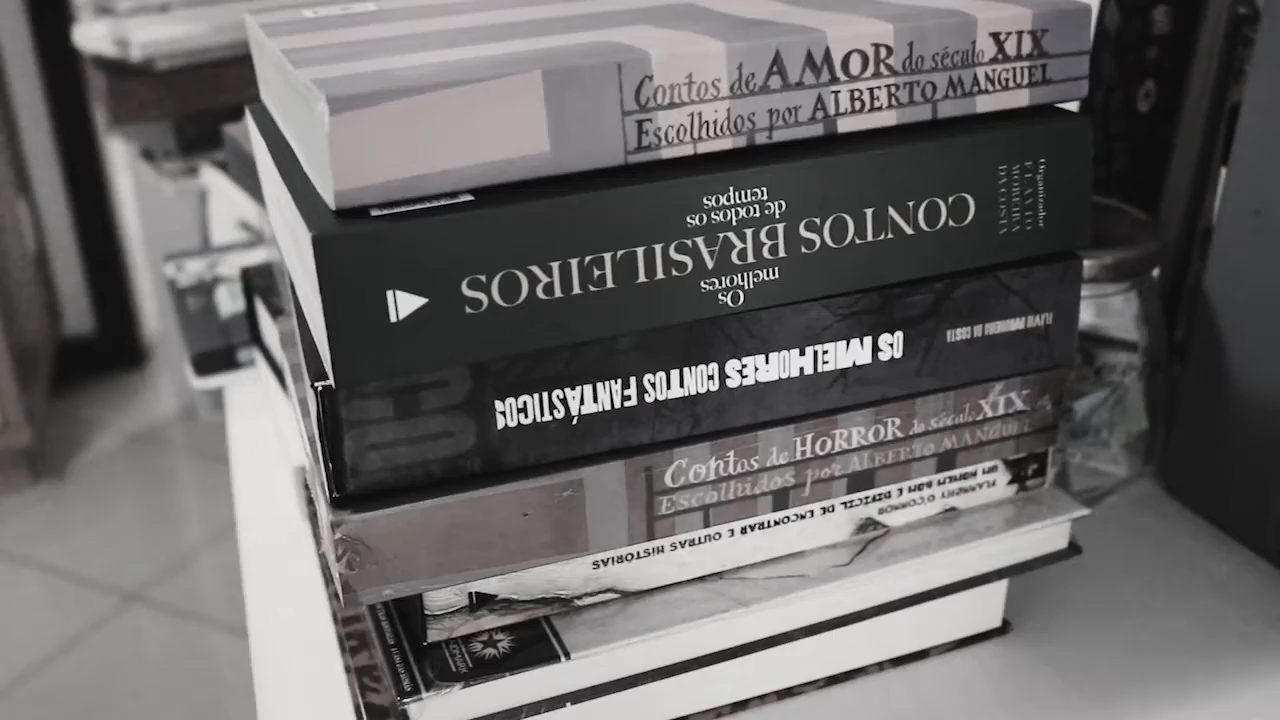 Contos de AMOR do século XIX
Escolhidos por ALBERTO MANGUEL
Os
melhores
CONTOS BRASILEIROS
de todos os
tempos
Organizador
FLÁVIO
MOREIRA
DA COSTA
OS MELHORES CONTOS FANTÁSTICOS
FLÁVIO MOREIRA DA COSTA
Contos de HORROR do século XIX
Escolhidos por ALBERTO MANGUEL
FLANNERY O'CONNOR
UM HOMEM BOM É DIFÍCIL DE ENCONTRAR E OUTRAS HISTÓRIAS